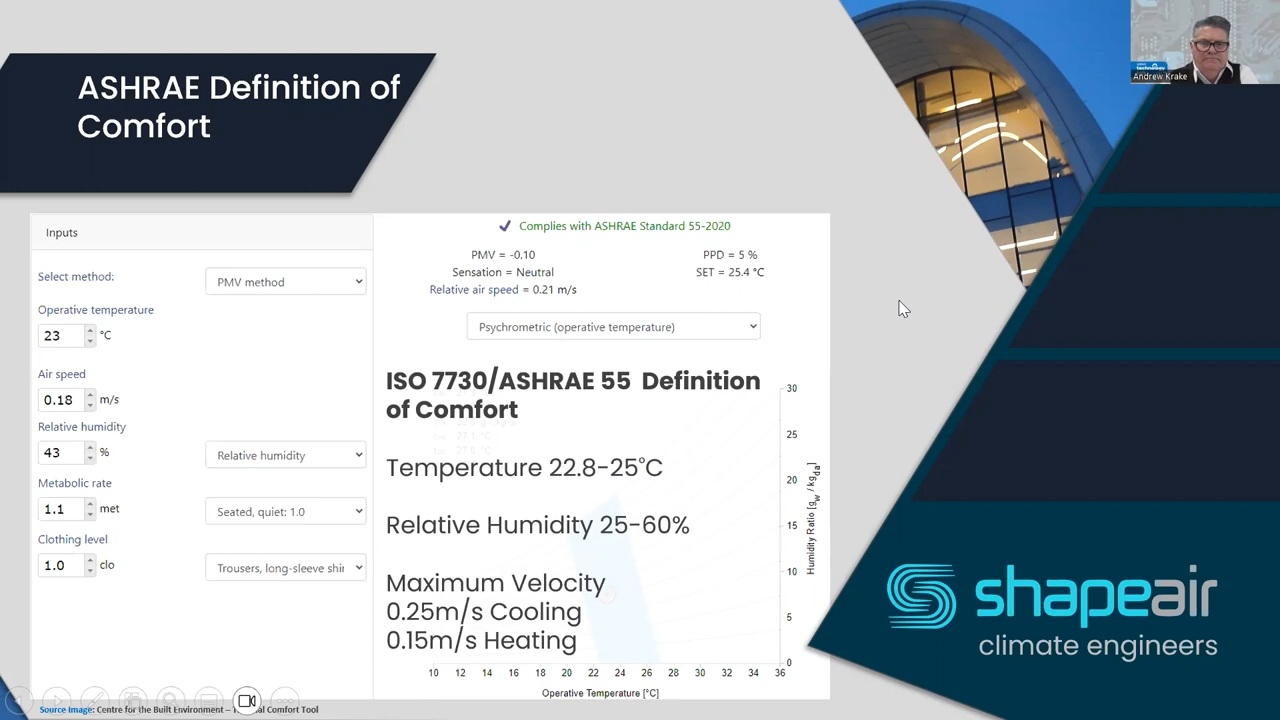 ASHRAE Definition of
Comfort
technology
Andrew Krake
Inputs
Select method:
PMV method
Operative temperature
23
°C
Air speed
0.18
m/s
Relative humidity
43
%
Relative humidity
Metabolic rate
1.1
met
Seated, quiet: 1.0
Clothing level
1.0
clo
Trousers, long-sleeve shir
Complies with ASHRAE Standard 55-2020
PMV = -0.10
PPD = 5 %
Sensation = Neutral
SET = 25.4 °C
Relative air speed = 0.21 m/s
Psychrometric (operative temperature)
ISO 7730/ASHRAE 55 Definition
of Comfort
Temperature 22.8-25°C
Relative Humidity 25-60%
Maximum Velocity
0.25m/s Cooling
0.15m/s Heating
30
25
20
15
10
5
0
Humidity Ratio [gw / kgda]
10 12 14 16 18 20 22 24 26 28 30 32 34 36
Operative Temperature [°C]
shapeair
climate engineers
Source Image: Centre for the Built Environment – Comfort Tool